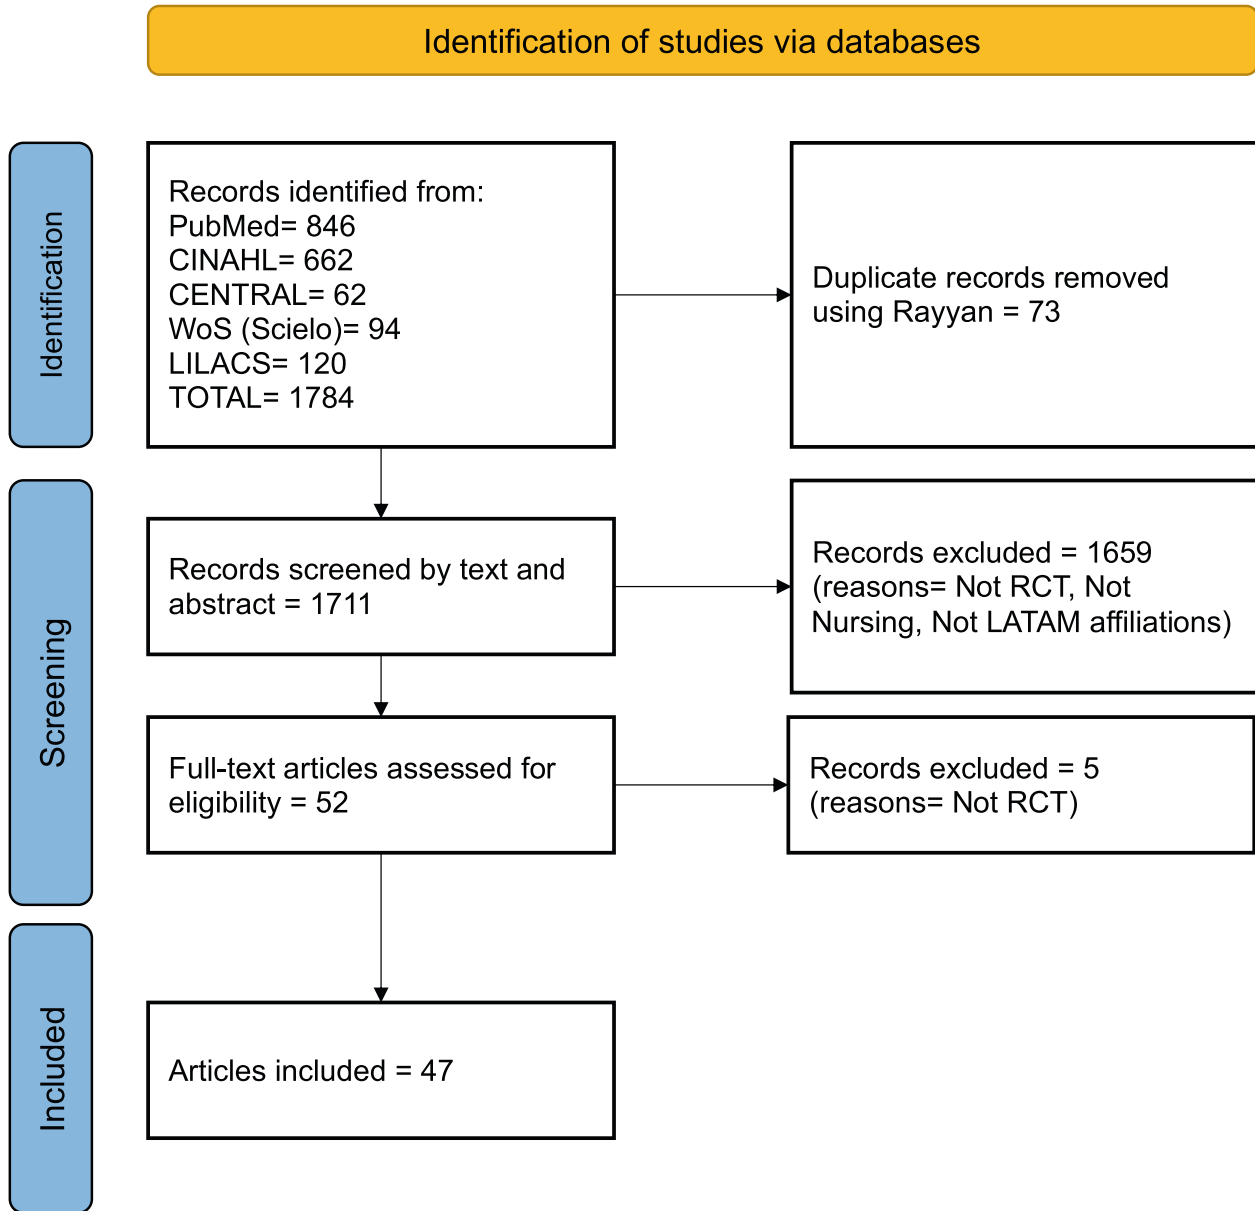 Identification of studies via databases
Identification
Records identified from:
PubMed= 846
CINAHL= 662
CENTRAL= 62
WoS (Scielo)= 94
LILACS= 120
TOTAL= 1784
Duplicate records removed
using Rayyan = 73
Screening
Records screened by text and
abstract = 1711
Records excluded = 1659
(reasons= Not RCT, Not
Nursing, Not LATAM affiliations)
Full-text articles assessed for
eligibility = 52
Records excluded = 5
(reasons= Not RCT)
Included
Articles included = 47